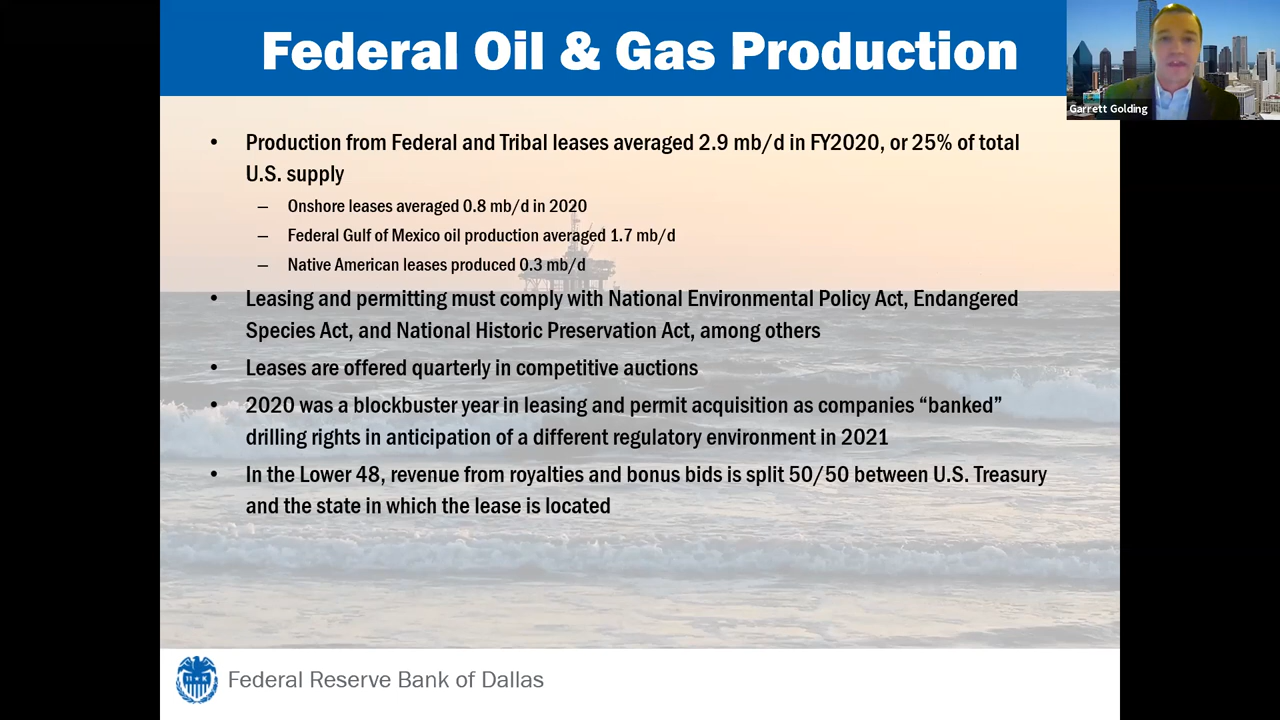 Federal Oil & Gas Production
Garrett Golding
• Production from Federal and Tribal leases averaged 2.9 mb/d in FY2020, or 25% of total
U.S. supply
– Onshore leases averaged 0.8 mb/d in 2020
– Federal Gulf of Mexico oil production averaged 1.7 mb/d
– Native American leases produced 0.3 mb/d
• Leasing and permitting must comply with National Environmental Policy Act, Endangered
Species Act, and National Historic Preservation Act, among others
• Leases are offered quarterly in competitive auctions
• 2020 was a blockbuster year in leasing and permit acquisition as companies “banked”
drilling rights in anticipation of a different regulatory environment in 2021
• In the Lower 48, revenue from royalties and bonus bids is split 50/50 between U.S. Treasury
and the state in which the lease is located
Federal Reserve Bank of Dallas